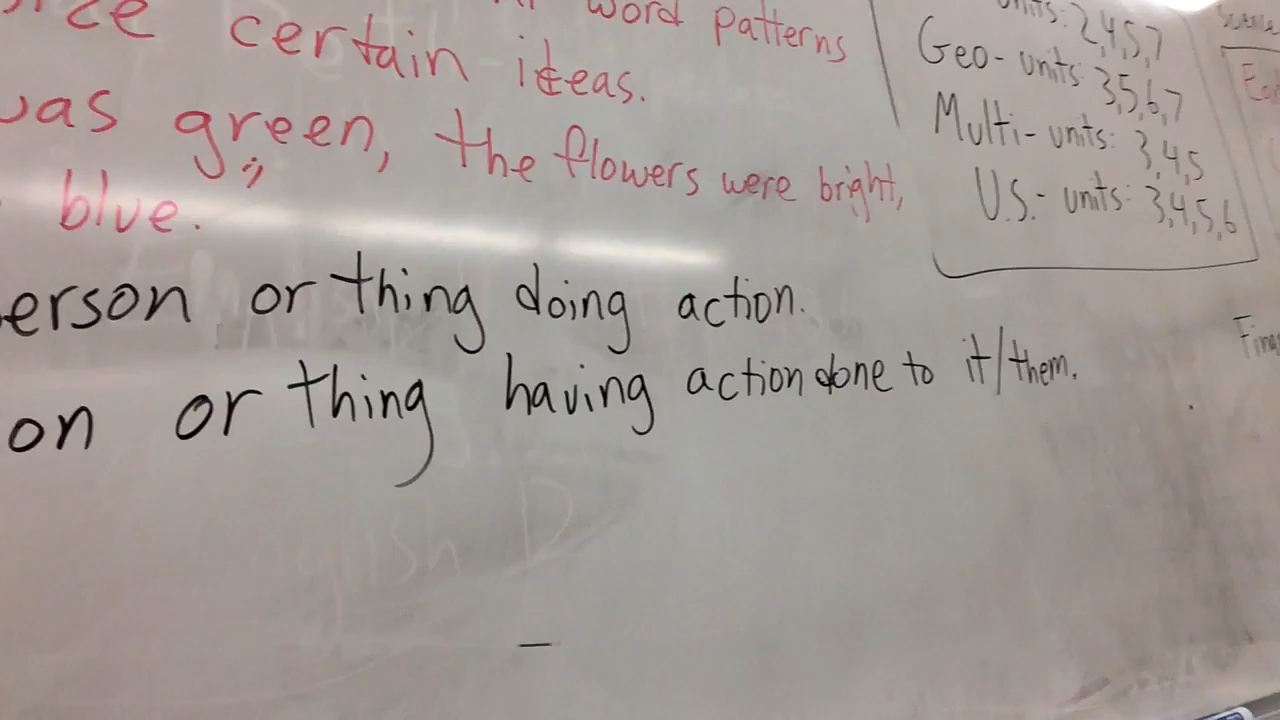 word patterns
certain ideas.
was green, the flowers were bright,
blue.
erson or thing doing action.
on or thing having action done to it/them.
units: 2,4,5,7
Geo- units: 3,5,6,7
Multi- units: 3,4,5
U.S.- units: 3,4,5,6